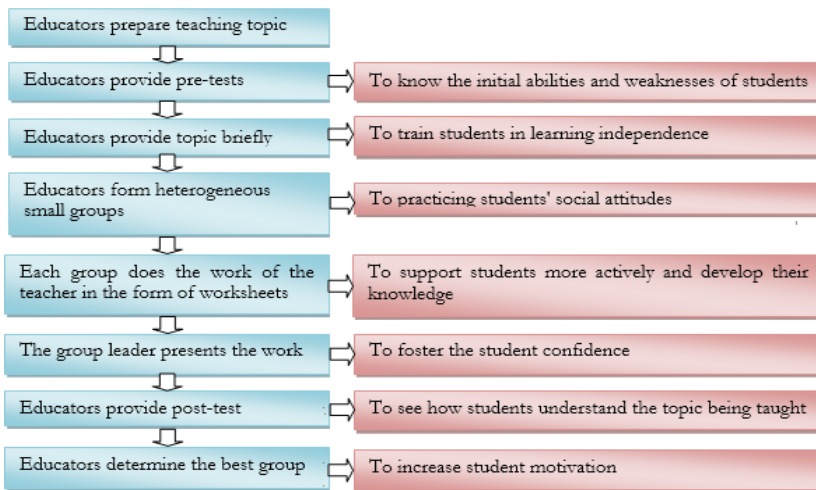 Educators prepare teaching topic
Educators provide pre-tests
To know the initial abilities and weaknesses of students
Educators provide topic briefly
To train students in learning independence
Educators form heterogeneous
small groups
To practicing students' social attitudes
Each group does the work of the
teacher in the form of worksheets
To support students more actively and develop their
knowledge
The group leader presents the work
To foster the student confidence
Educators provide post-test
To see how students understand the topic being taught
Educators determine the best group
To increase student motivation